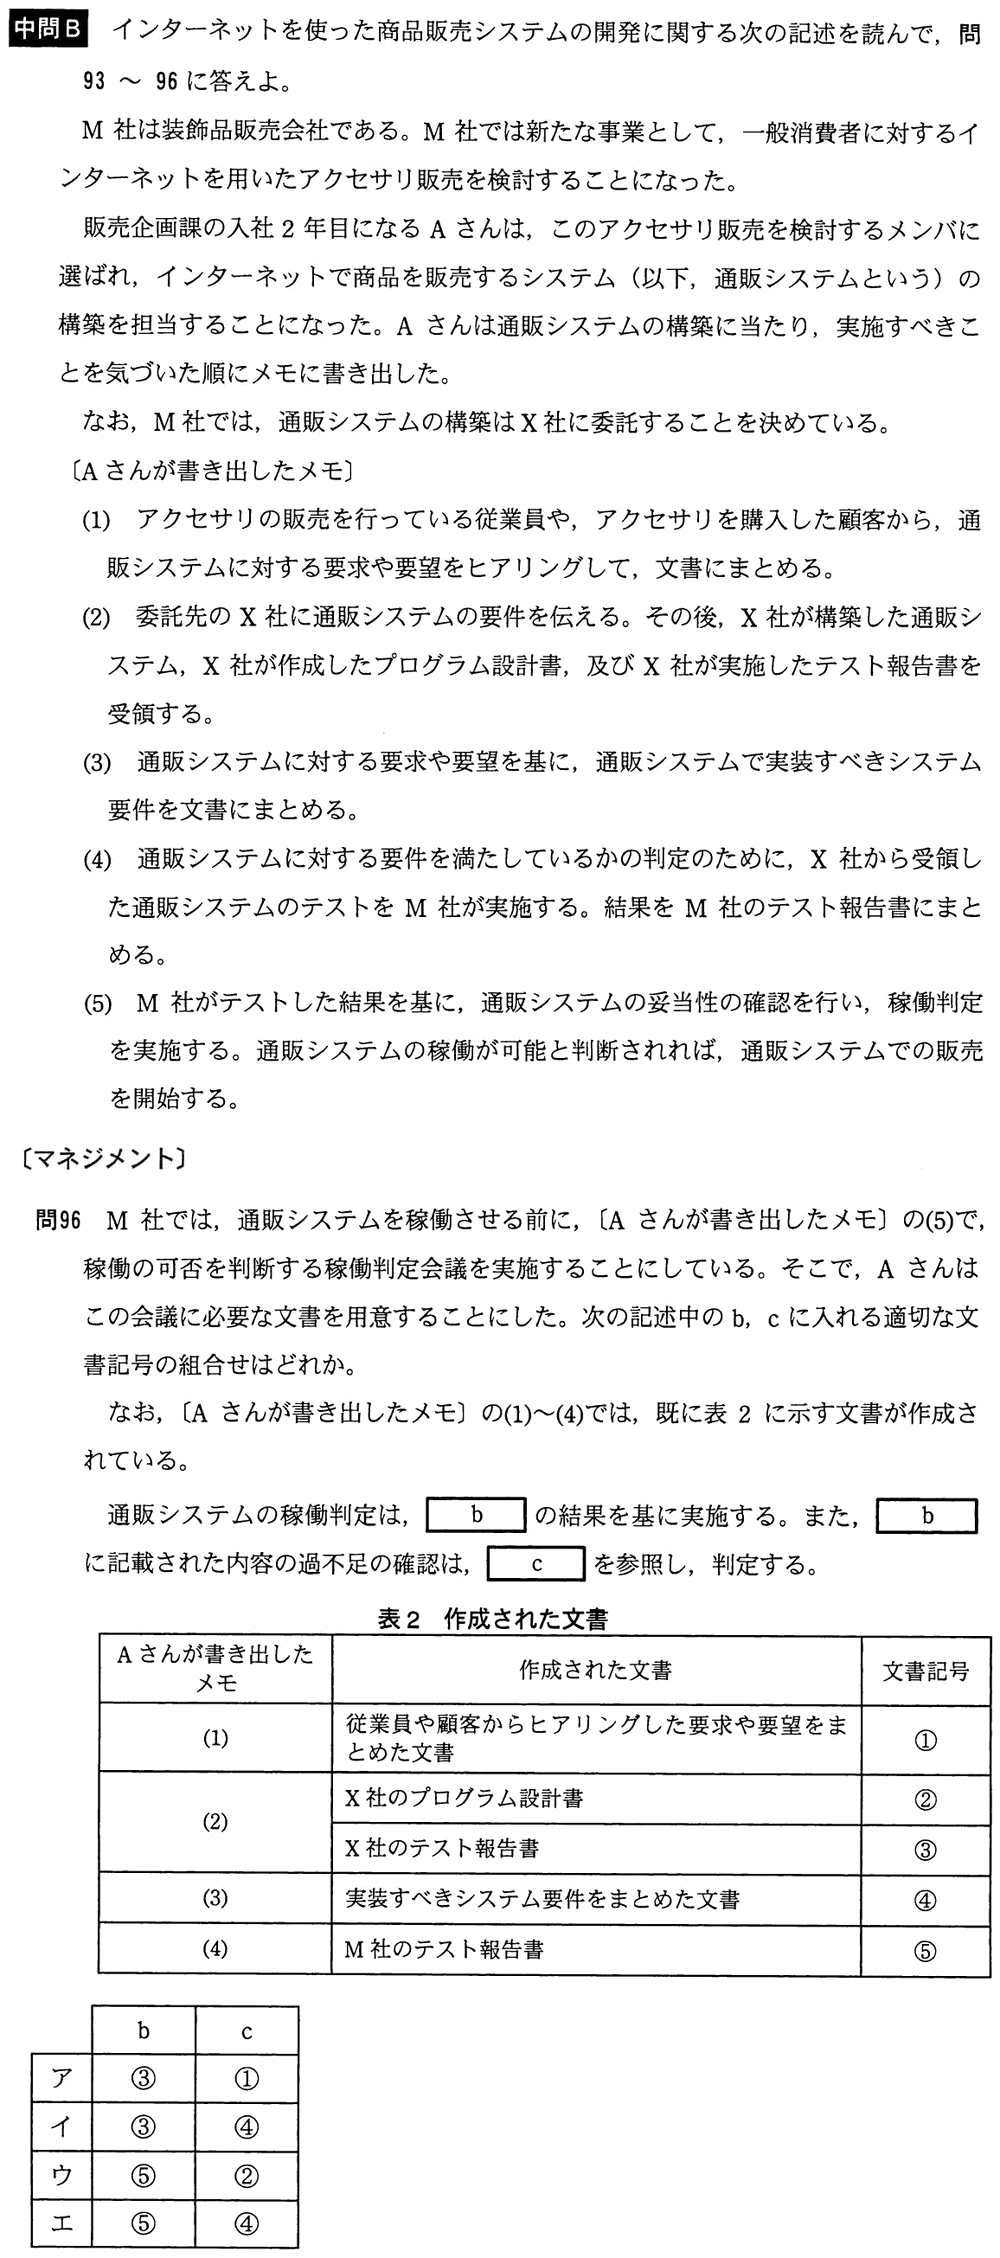 中問B インターネットを使った商品販売システムの開発に関する次の記述を読んで，問
93 ～ 96 に答えよ。
M 社は装飾品販売会社である。M 社では新たな事業として，一般消費者に対するイ
ンターネットを用いたアクセサリ販売を検討することになった。
販売企画課の入社 2 年目になる A さんは，このアクセサリ販売を検討するメンバに
選ばれ，インターネットで商品を販売するシステム（以下，通販システムという）の
構築を担当することになった。A さんは通販システムの構築に当たり，実施すべきこ
とを気づいた順にメモに書き出した。
なお，M 社では，通販システムの構築は X 社に委託することを決めている。
〔A さんが書き出したメモ〕
(1) アクセサリの販売を行っている従業員や，アクセサリを購入した顧客から，通
販システムに対する要求や要望をヒアリングして，文書にまとめる。
(2) 委託先の X 社に通販システムの要件を伝える。その後，X 社が構築した通販シ
ステム，X 社が作成したプログラム設計書，及び X 社が実施したテスト報告書を
受領する。
(3) 通販システムに対する要求や要望を基に，通販システムで実装すべきシステム
要件を文書にまとめる。
(4) 通販システムに対する要件を満たしているかの判定のために，X 社から受領し
た通販システムのテストを M 社が実施する。結果を M 社のテスト報告書にまと
める。
(5) M 社がテストした結果を基に，通販システムの妥当性の確認を行い，稼働判定
を実施する。通販システムの稼働が可能と判断されれば，通販システムでの販売
を開始する。
〔マネジメント〕
問96 M 社では，通販システムを稼働させる前に，〔A さんが書き出したメモ〕の(5)で，
稼働の可否を判断する稼働判定会議を実施することにしている。そこで，A さんは
この会議に必要な文書を用意することにした。次の記述中の b，c に入れる適切な文
書記号の組合せはどれか。
なお，〔A さんが書き出したメモ〕の(1)～(4)では，既に表 2 に示す文書が作成さ
れている。
通販システムの稼働判定は， b の結果を基に実施する。また， b
に記載された内容の過不足の確認は， c を参照し，判定する。
表2 作成された文書
A さんが書き出した
メモ 作成された文書 文書記号
(1) 従業員や顧客からヒアリングした要求や要望をま
とめた文書 ①
(2) X 社のプログラム設計書 ②
X 社のテスト報告書 ③
(3) 実装すべきシステム要件をまとめた文書 ④
(4) M 社のテスト報告書 ⑤
b c
ア ③ ①
イ ③ ④
ウ ⑤ ②
エ ⑤ ④